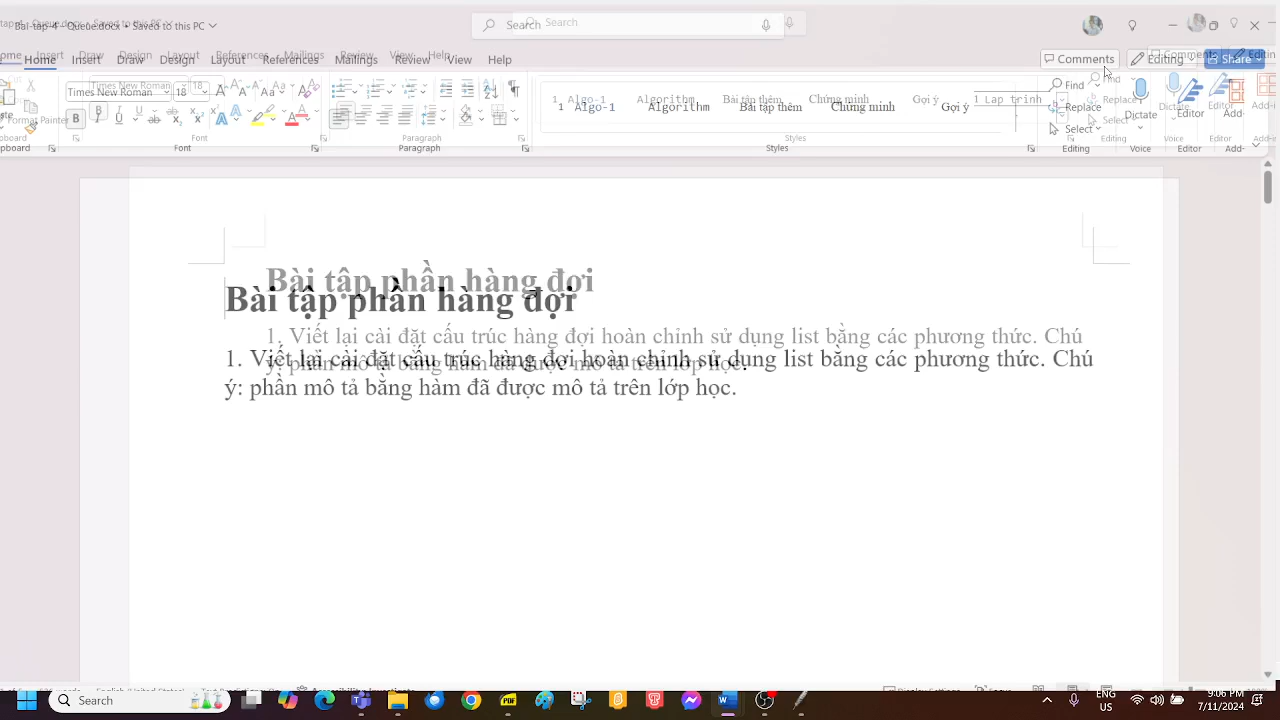 Bai-tap-4 - Queue.docx • Saved to this PC
Search
Home Insert Draw Design Layout References Mailings Review View Help
Comments Editing Share
Times New Roman 18
1 Algo-1 Algorithm Bài tập thêm Chứng minh Gợi ý 1 Lap trinh
Find
Replace
Select
Dictate Editor Add-
Font Paragraph Styles Editing Voice Editor Add-
Bài tập phần hàng đợi
1. Viết lại cài đặt cấu trúc hàng đợi hoàn chỉnh sử dụng list bằng các phương thức. Chú
ý: phần mô tả bằng hàm đã được mô tả trên lớp học.
Search
ENG
US
9:06 PM
7/11/2024